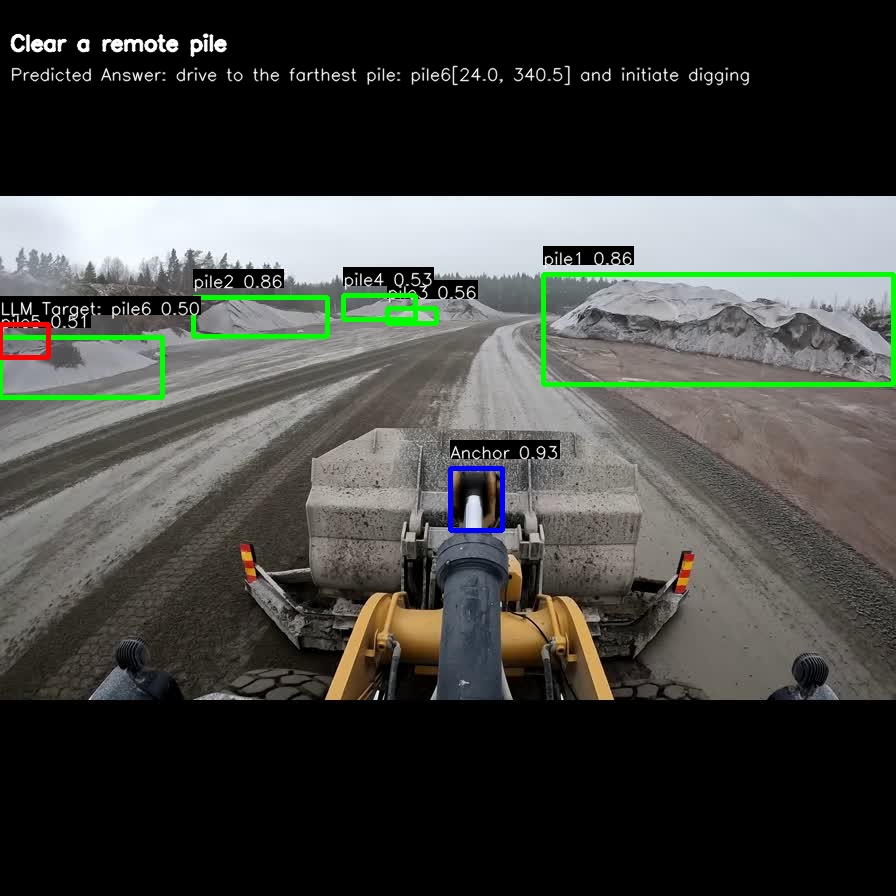 Clear a remote pile
Predicted Answer: drive to the farthest pile: pile6[24.0, 340.5] and initiate digging
pile1 0.86
pile4 0.53
pile2 0.86
pile3 0.56
LLM Target: pile6 0.50
pile5 0.51
Anchor 0.93